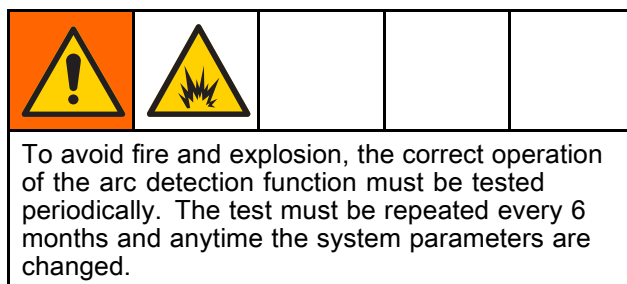 To avoid fire and explosion, the correct operation
of the arc detection function must be tested
periodically. The test must be repeated every 6
months and anytime the system parameters are
changed.